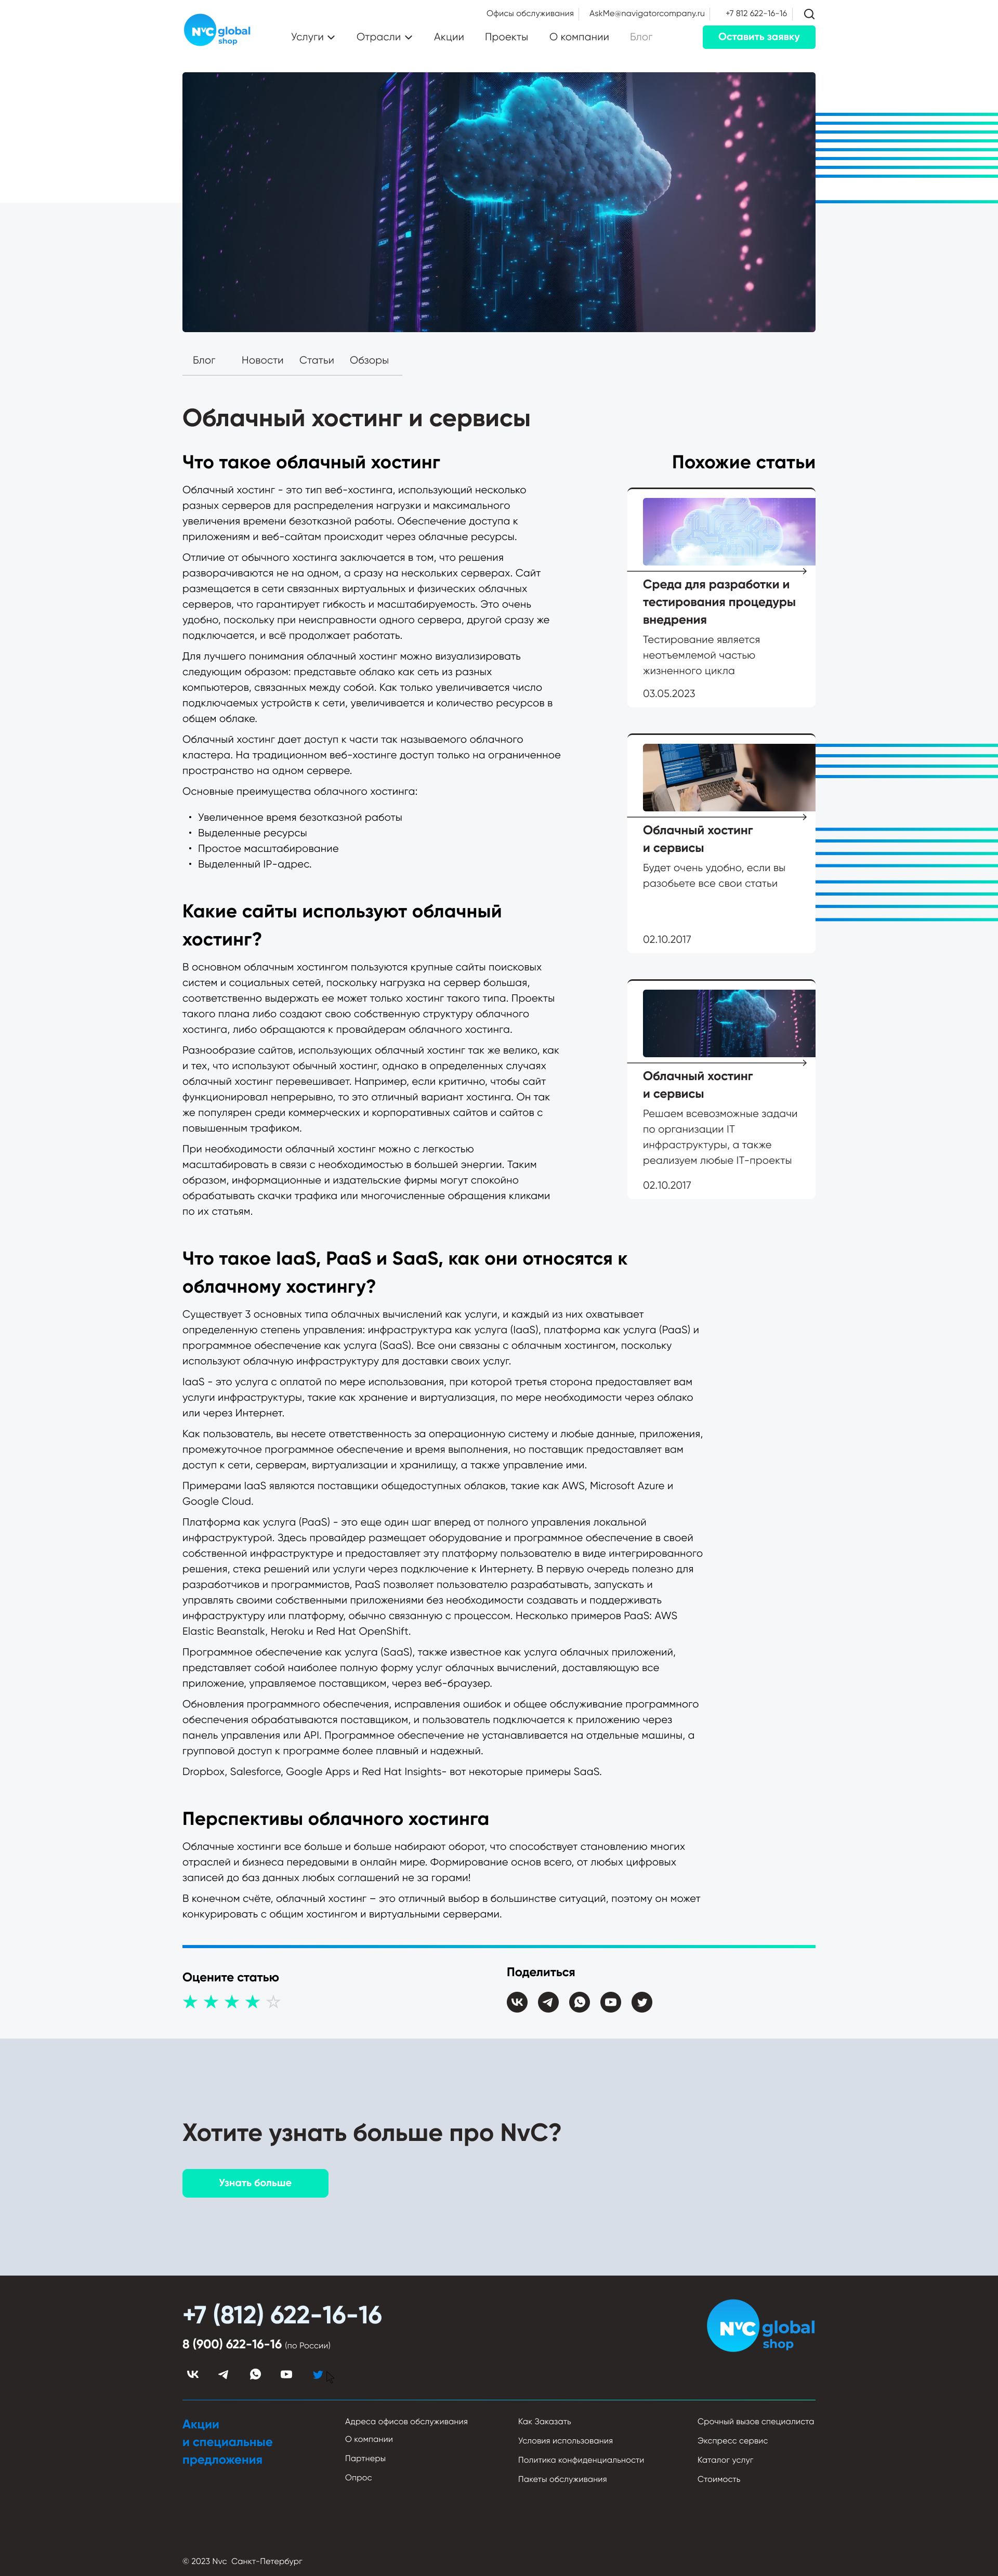 Офисы обслуживания AskMe@navigatorcompany.ru +7 812 622-16-16
NvC global shop
Услуги Отрасли Акции Проекты О компании Блог Оставить заявку
Блог Новости Статьи Обзоры
Облачный хостинг и сервисы
Что такое облачный хостинг
Облачный хостинг - это тип веб-хостинга, использующий несколько
разных серверов для распределения нагрузки и максимального
увеличения времени безотказной работы. Обеспечение доступа к
приложениям и веб-сайтам происходит через облачные ресурсы.
Отличие от обычного хостинга заключается в том, что решения
разворачиваются не на одном, а сразу на нескольких серверах. Сайт
размещается в сети связанных виртуальных и физических облачных
серверов, что гарантирует гибкость и масштабируемость. Это очень
удобно, поскольку при неисправности одного сервера, другой сразу же
подключается, и всё продолжает работать.
Для лучшего понимания облачный хостинг можно визуализировать
следующим образом: представьте облако как сеть из разных
компьютеров, связанных между собой. Как только увеличивается число
подключаемых устройств к сети, увеличивается и количество ресурсов в
общем облаке.
Облачный хостинг дает доступ к части так называемого облачного
кластера. На традиционном веб-хостинге доступ только на ограниченное
пространство на одном сервере.
Основные преимущества облачного хостинга:
• Увеличенное время безотказной работы
• Выделенные ресурсы
• Простое масштабирование
• Выделенный IP-адрес.
Какие сайты используют облачный
хостинг?
В основном облачным хостингом пользуются крупные сайты поисковых
систем и социальных сетей, поскольку нагрузка на сервер большая,
соответственно выдержать ее может только хостинг такого типа. Проекты
такого плана либо создают свою собственную структуру облачного
хостинга, либо обращаются к провайдерам облачного хостинга.
Разнообразие сайтов, использующих облачный хостинг так же велико, как
и тех, что используют обычный хостинг, однако в определенных случаях
облачный хостинг перевешивает. Например, если критично, чтобы сайт
функционировал непрерывно, то это отличный вариант хостинга. Он так
же популярен среди коммерческих и корпоративных сайтов и сайтов с
повышенным трафиком.
При необходимости облачный хостинг можно с легкостью
масштабировать в связи с необходимостью в большей энергии. Таким
образом, информационные и издательские фирмы могут спокойно
обрабатывать скачки трафика или многочисленные обращения кликами
по их статьям.
Похожие статьи
Среда для разработки и
тестирования процедуры
внедрения
Тестирование является
неотъемлемой частью
жизненного цикла
03.05.2023
Облачный хостинг
и сервисы
Будет очень удобно, если вы
разобьете все свои статьи
02.10.2017
Облачный хостинг
и сервисы
Решаем всевозможные задачи
по организации IT
инфраструктуры, а также
реализуем любые IT-проекты
02.10.2017
Что такое IaaS, PaaS и SaaS, как они относятся к
облачному хостингу?
Существует 3 основных типа облачных вычислений как услуги, и каждый из них охватывает
определенную степень управления: инфраструктура как услуга (IaaS), платформа как услуга (PaaS) и
программное обеспечение как услуга (SaaS). Все они связаны с облачным хостингом, поскольку
используют облачную инфраструктуру для доставки своих услуг.
IaaS - это услуга с оплатой по мере использования, при которой третья сторона предоставляет вам
услуги инфраструктуры, такие как хранение и виртуализация, по мере необходимости через облако
или через Интернет.
Как пользователь, вы несете ответственность за операционную систему и любые данные, приложения,
промежуточное программное обеспечение и время выполнения, но поставщик предоставляет вам
доступ к сети, серверам, виртуализации и хранилищу, а также управление ими.
Примерами IaaS являются поставщики общедоступных облаков, такие как AWS, Microsoft Azure и
Google Cloud.
Платформа как услуга (PaaS) - это еще один шаг вперед от полного управления локальной
инфраструктурой. Здесь провайдер размещает оборудование и программное обеспечение в своей
собственной инфраструктуре и предоставляет эту платформу пользователю в виде интегрированного
решения, стека решений или услуги через подключение к Интернету. В первую очередь полезно для
разработчиков и программистов, PaaS позволяет пользователю разрабатывать, запускать и
управлять своими собственными приложениями без необходимости создавать и поддерживать
инфраструктуру или платформу, обычно связанную с процессом. Несколько примеров PaaS: AWS
Elastic Beanstalk, Heroku и Red Hat OpenShift.
Программное обеспечение как услуга (SaaS), также известное как услуга облачных приложений,
представляет собой наиболее полную форму услуг облачных вычислений, доставляющую все
приложение, управляемое поставщиком, через веб-браузер.
Обновления программного обеспечения, исправления ошибок и общее обслуживание программного
обеспечения обрабатываются поставщиком, и пользователь подключается к приложению через
панель управления или API. Программное обеспечение не устанавливается на отдельные машины, а
групповой доступ к программе более плавный и надежный.
Dropbox, Salesforce, Google Apps и Red Hat Insights- вот некоторые примеры SaaS.
Перспективы облачного хостинга
Облачные хостинги все больше и больше набирают оборот, что способствует становлению многих
отраслей и бизнеса передовыми в онлайн мире. Формирование основ всего, от любых цифровых
записей до баз данных любых соглашений не за горами!
В конечном счёте, облачный хостинг – это отличный выбор в большинстве ситуаций, поэтому он может
конкурировать с общим хостингом и виртуальными серверами.
Оцените статью
Поделиться
Хотите узнать больше про NvC?
Узнать больше
+7 (812) 622-16-16
8 (900) 622-16-16 (по России)
NvC global shop
Акции
и специальные
предложения
Адреса офисов обслуживания
О компании
Партнеры
Опрос
Как Заказать
Условия использования
Политика конфиденциальности
Пакеты обслуживания
Срочный вызов специалиста
Экспресс сервис
Каталог услуг
Стоимость
© 2023 Nvc Санкт-Петербург